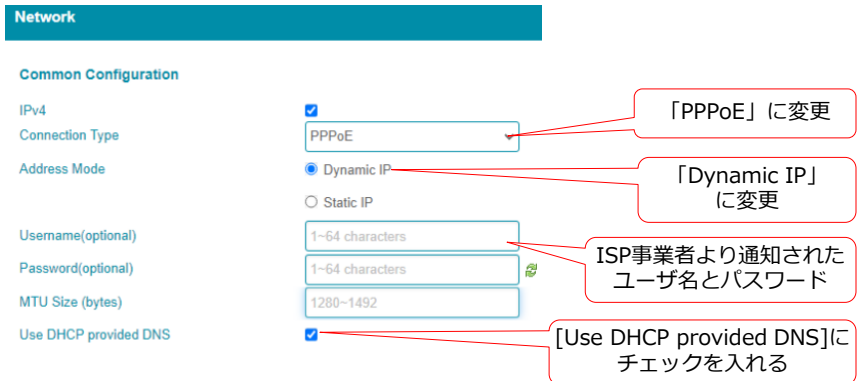 Network
Common Configuration
IPv4
Connection Type
PPPoE
「PPPoE」に変更
Address Mode
Dynamic IP
「Dynamic IP」
に変更
Static IP
Username(optional)
1~64 characters
ISP事業者より通知された
ユーザ名とパスワード
Password(optional)
1~64 characters
MTU Size (bytes)
1280~1492
Use DHCP provided DNS
[Use DHCP provided DNS]に
チェックを入れる